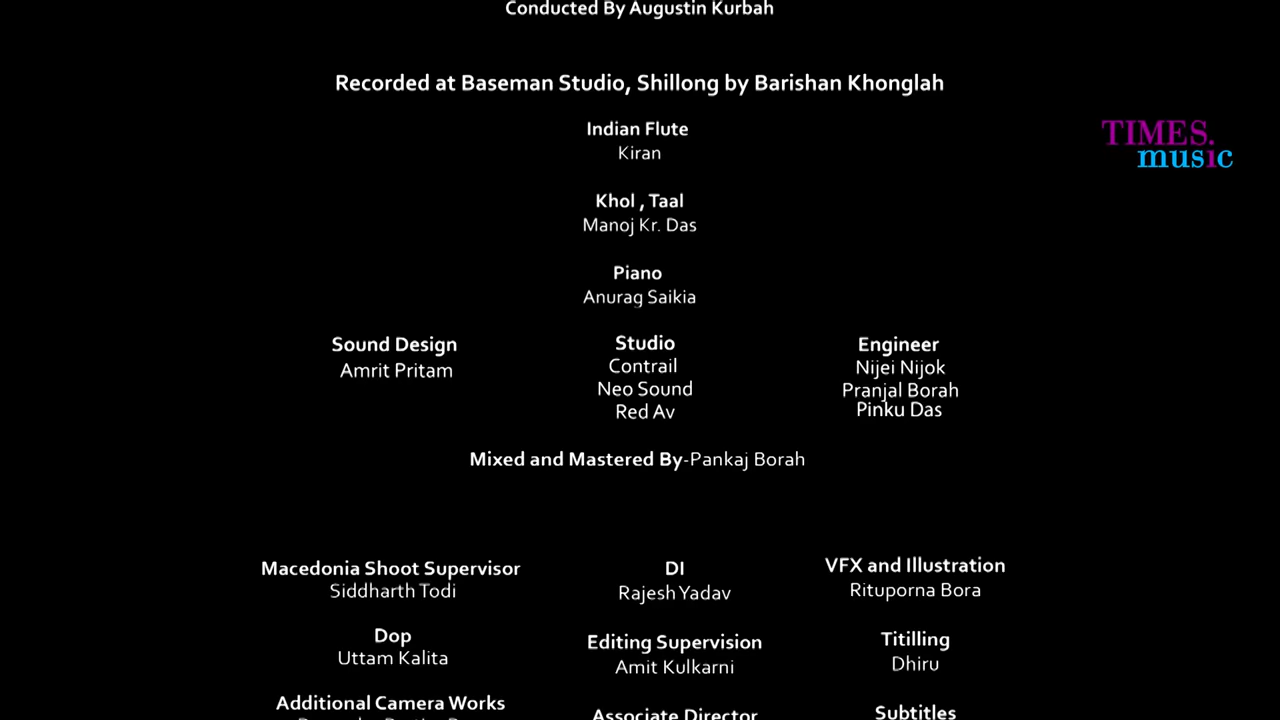 Conducted By Augustin Kurbah
Recorded at Baseman Studio, Shillong by Barishan Khonglah
TIMES.
music
Indian Flute
Kiran
Khol , Taal
Manoj Kr. Das
Piano
Anurag Saikia
Sound Design
Amrit Pritam
Studio
Contrail
Neo Sound
Red Av
Engineer
Nijei Nijok
Pranjal Borah
Pinku Das
Mixed and Mastered By-Pankaj Borah
Macedonia Shoot Supervisor
Siddharth Todi
DI
Rajesh Yadav
VFX and Illustration
Rituporna Bora
Dop
Uttam Kalita
Editing Supervision
Amit Kulkarni
Titilling
Dhiru
Additional Camera Works
Associate Director
Subtitles